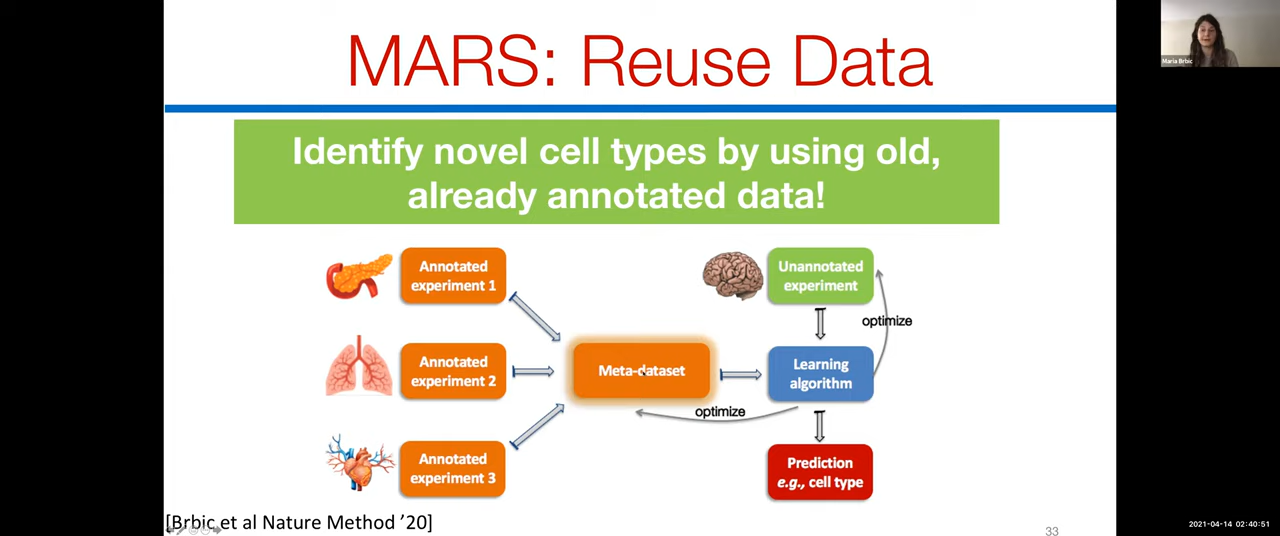 MARS: Reuse Data
Maria Brbic
Identify novel cell types by using old,
already annotated data!
Annotated
experiment 1
Unannotated
experiment
optimize
Annotated
experiment 2
Meta-dataset
Learning
algorithm
optimize
Annotated
experiment 3
Prediction
e.g., cell type
[Brbic et al Nature Method ’20]
33
2021-04-14 02:40:51